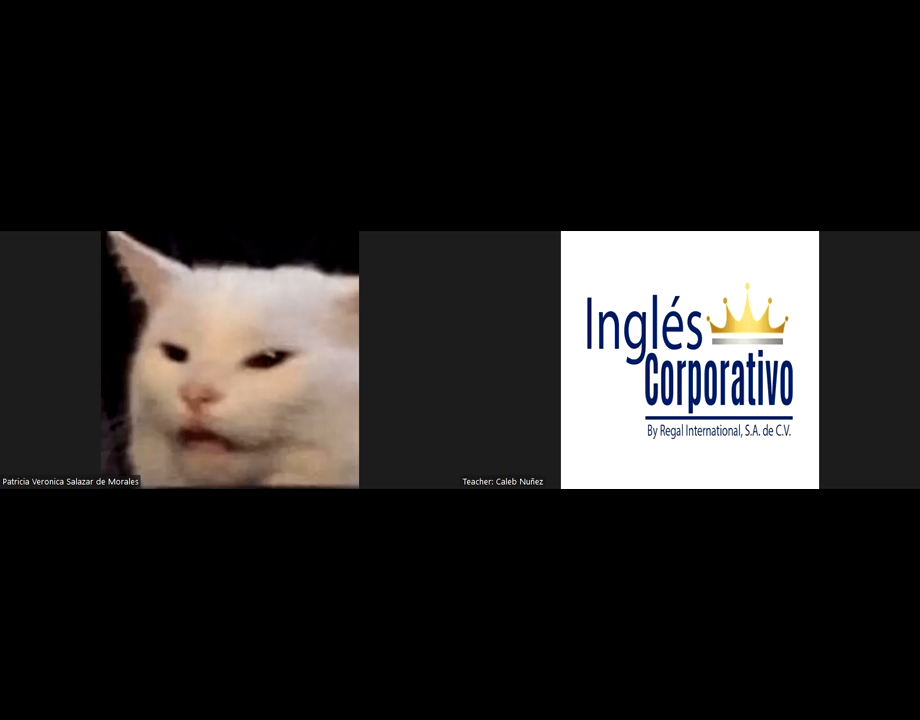 Inglés
Corporativo
By Regal International, S.A. de C.V.
Patricia Veronica Salazar de Morales
Teacher: Caleb Nuñez